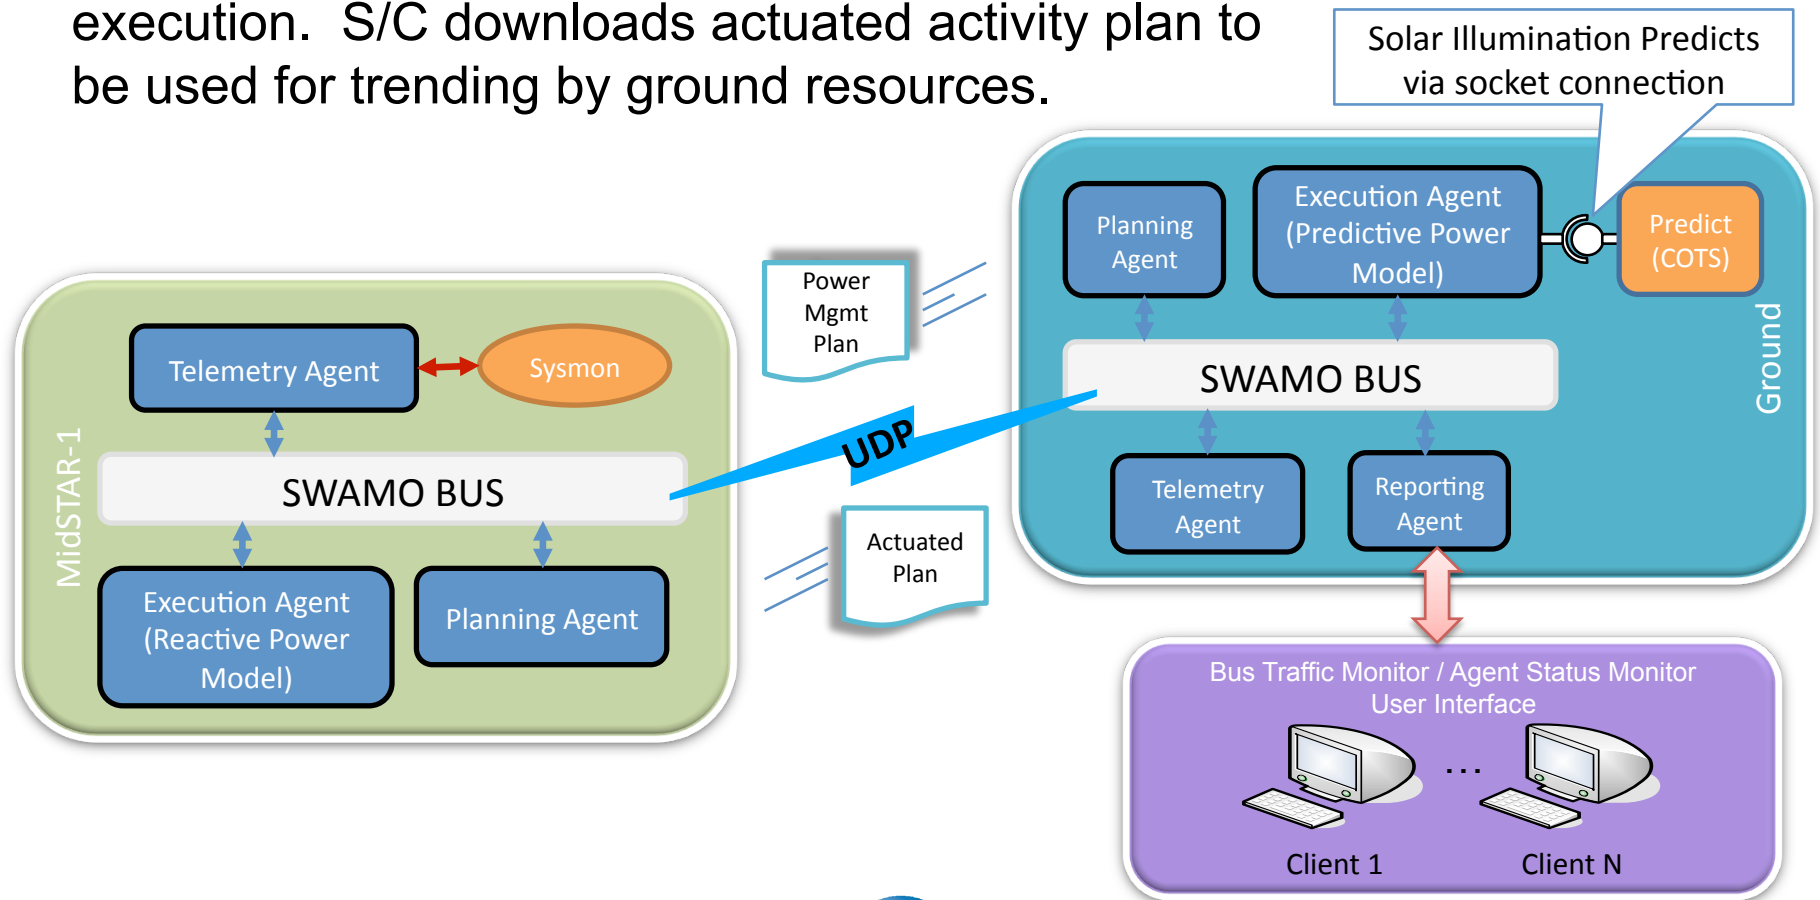 execution. S/C downloads actuated activity plan to
be used for trending by ground resources.
Solar Illumination Predicts
via socket connection
Planning
Agent
Execution Agent
(Predictive Power
Model)
Predict
(COTS)
Ground
SWAMO BUS
Telemetry
Agent
Reporting
Agent
Power
Mgmt
Plan
UDP
Actuated
Plan
MidSTAR-1
Telemetry Agent
Sysmon
SWAMO BUS
Execution Agent
(Reactive Power
Model)
Planning Agent
Bus Traffic Monitor / Agent Status Monitor
User Interface
...
Client 1
Client N